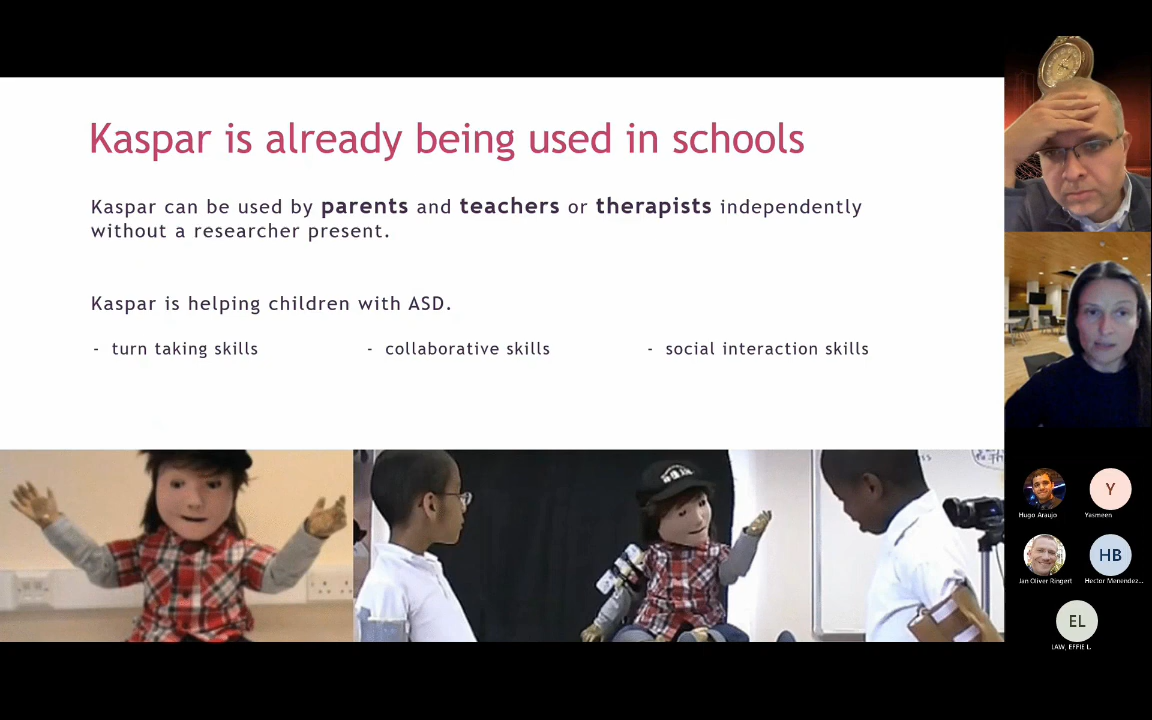 Kaspar is already being used in schools
Kaspar can be used by parents and teachers or therapists independently
without a researcher present.
Kaspar is helping children with ASD.
- turn taking skills
- collaborative skills
- social interaction skills
Hugo Araujo
Y
Yasmeen
Jan Oliver Ringert
HB
Hector Menendez...
EL
LAW, EFFIE L.